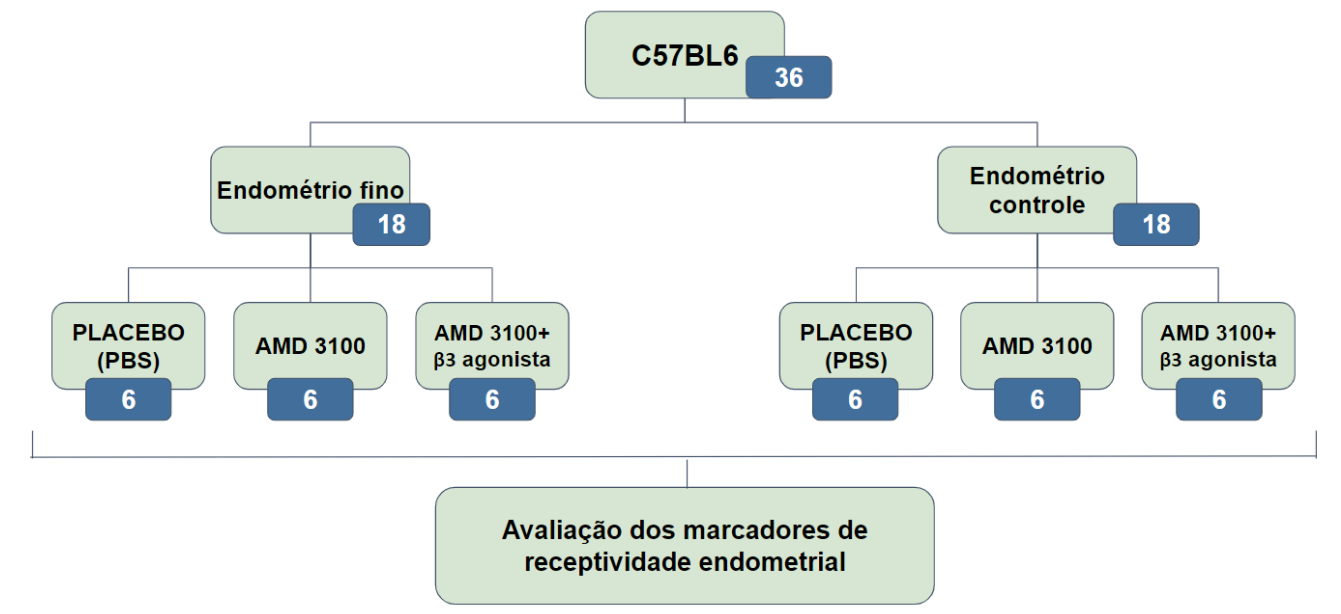 C57BL6
36
Endométrio fino
18
Endométrio
controle
18
PLACEBO
(PBS)
6
AMD 3100
6
AMD 3100+
β3 agonista
6
PLACEBO
(PBS)
6
AMD 3100
6
AMD 3100+
β3 agonista
6
Avaliação dos marcadores de
receptividade endometrial